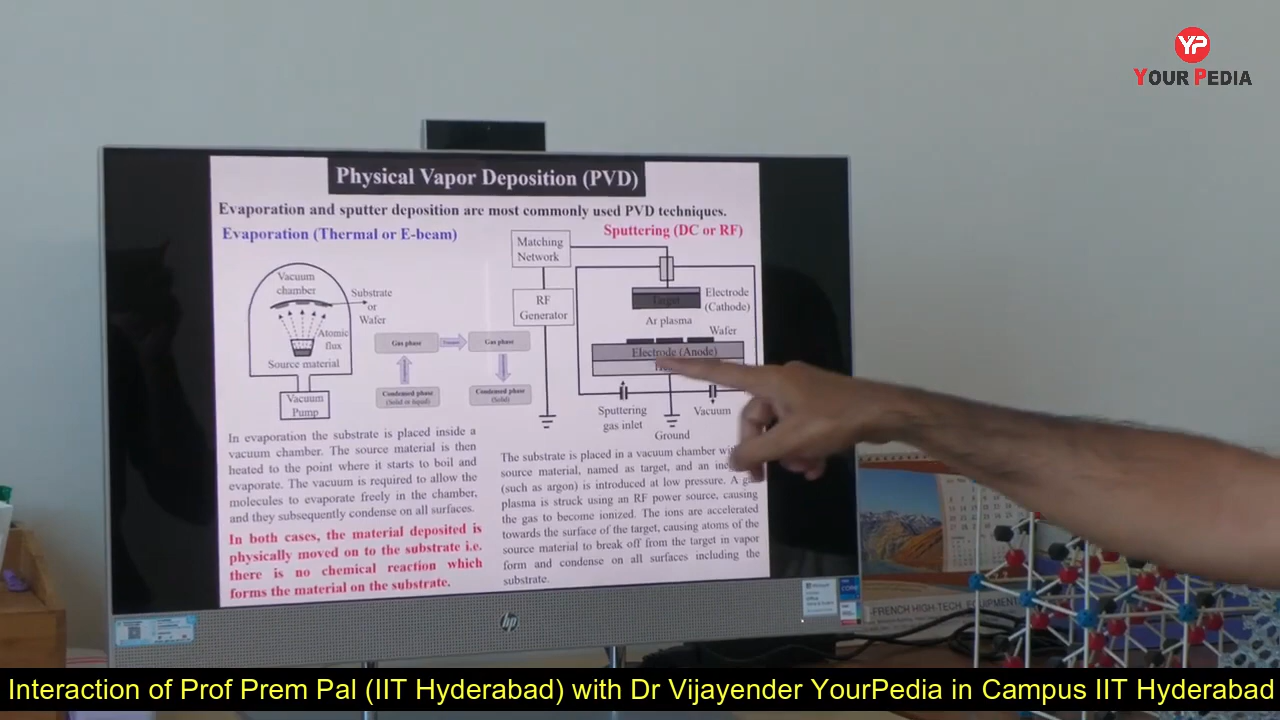 YP
YOUR PEDIA
Physical Vapor Deposition (PVD)
Evaporation and sputter deposition are most commonly used PVD techniques.
Evaporation (Thermal or E-beam)
Vacuum
chamber
Substrate
or
Wafer
Atomic
flux
Source material
Vacuum
Pump
Gas phase
Gas phase
Condensed phase
(Solid or liquid)
Condensed phase
(Solid)
Sputtering (DC or RF)
Matching
Network
RF
Generator
Target
Electrode
(Cathode)
Ar plasma
Wafer
Electrode (Anode)
Sputtering
gas inlet
Vacuum
Ground
In evaporation the substrate is placed inside a
vacuum chamber. The source material is then
heated to the point where it starts to boil and
evaporate. The vacuum is required to allow the
molecules to evaporate freely in the chamber,
and they subsequently condense on all surfaces.
In both cases, the material deposited is
physically moved on to the substrate i.e.
there is no chemical reaction which
forms the material on the substrate.
The substrate is placed in a vacuum chamber
source material, named as target, and an
(such as argon) is introduced at low pressure. A
plasma is struck using an RF power source, causing
the gas to become ionized. The ions are accelerated
towards the surface of the target, causing atoms of the
source material to break off from the target in vapor
form and condense on all surfaces including the
substrate.
hp
FRENCH HIGH-TECH EQUIPMENT
Interaction of Prof Prem Pal (IIT Hyderabad) with Dr Vijayender YourPedia in Campus IIT Hyderabad